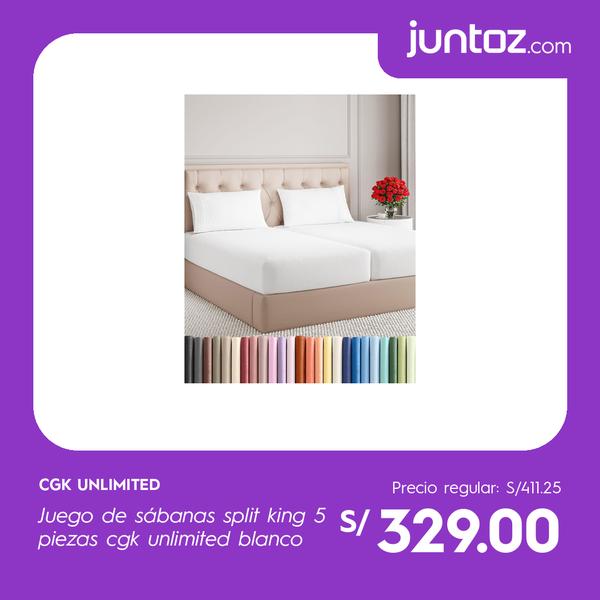 juntoz.com
CGK UNLIMITED
Juego de sábanas split king 5
piezas cgk unlimited blanco
Precio regular: S/411.25
S/ 329.00